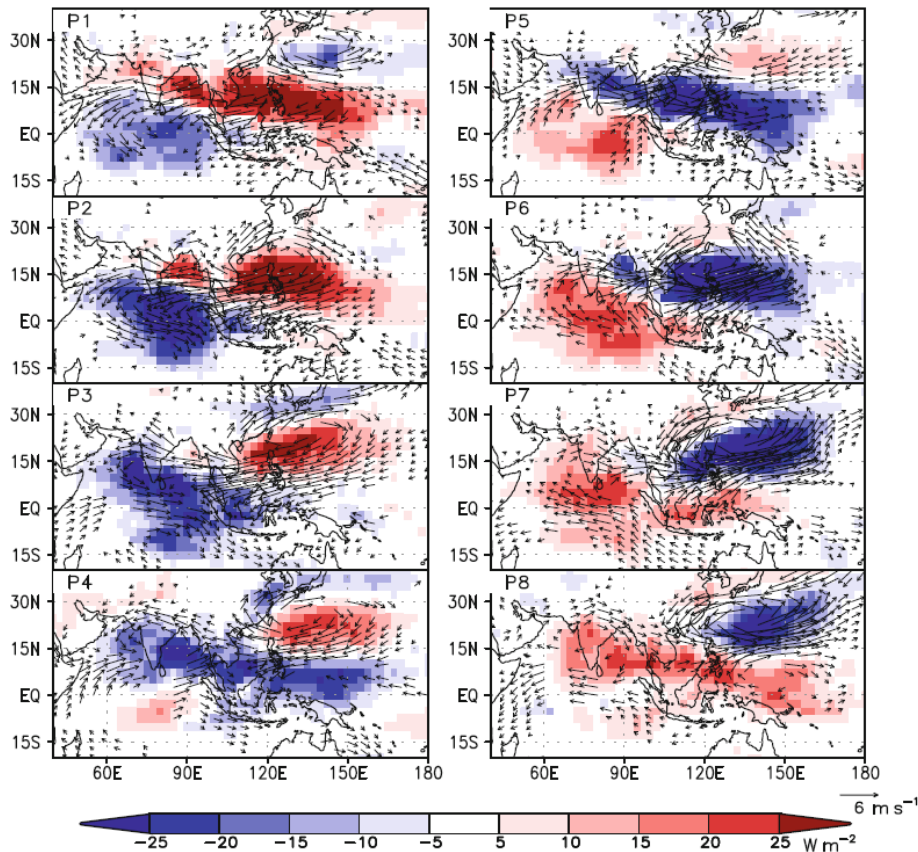 P1 P5
30N 30N
15N 15N
EQ EQ
15S 15S
P2 P6
30N 30N
15N 15N
EQ EQ
15S 15S
P3 P7
30N 30N
15N 15N
EQ EQ
15S 15S
P4 P8
30N 30N
15N 15N
EQ EQ
15S 15S
60E 90E 120E 150E 180 60E 90E 120E 150E 180
6 m s⁻¹
-25 -20 -15 -10 -5 5 10 15 20 25 W m⁻²